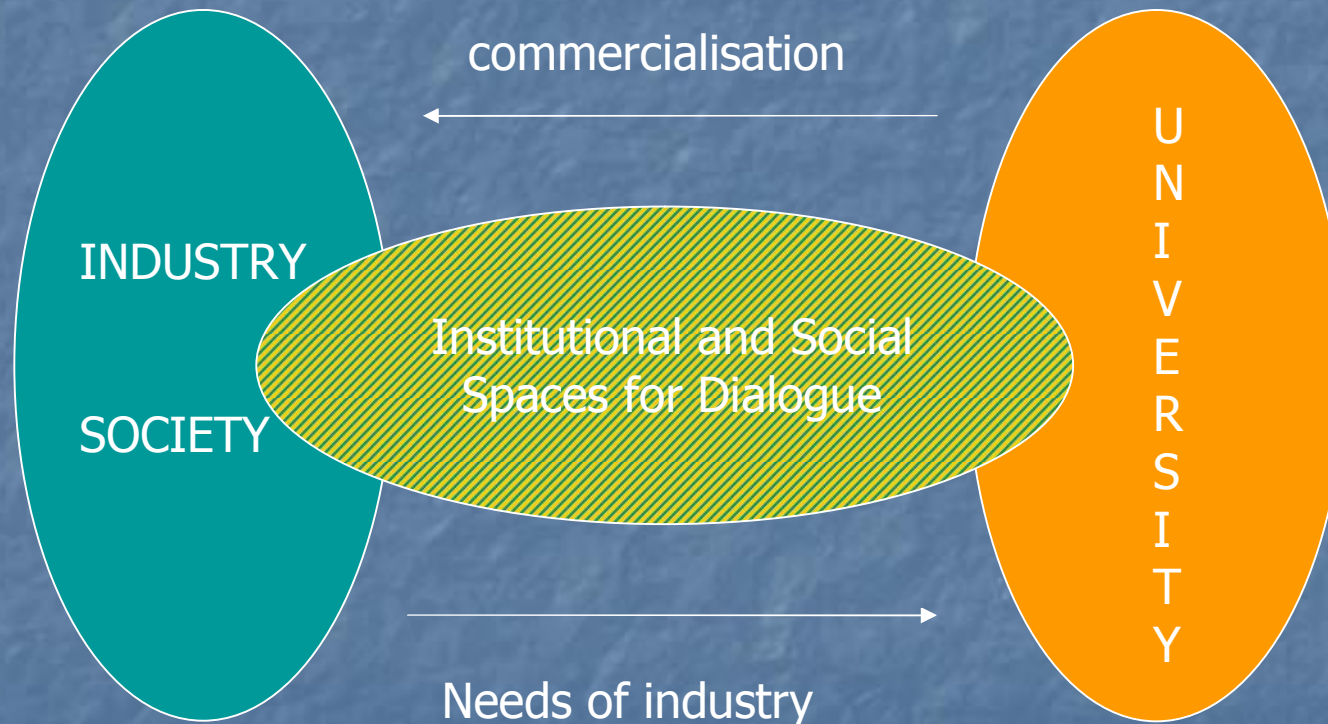 commercialisation
INDUSTRY
SOCIETY
Institutional and Social
Spaces for Dialogue
U
N
I
V
E
R
S
I
T
Y
Needs of industry